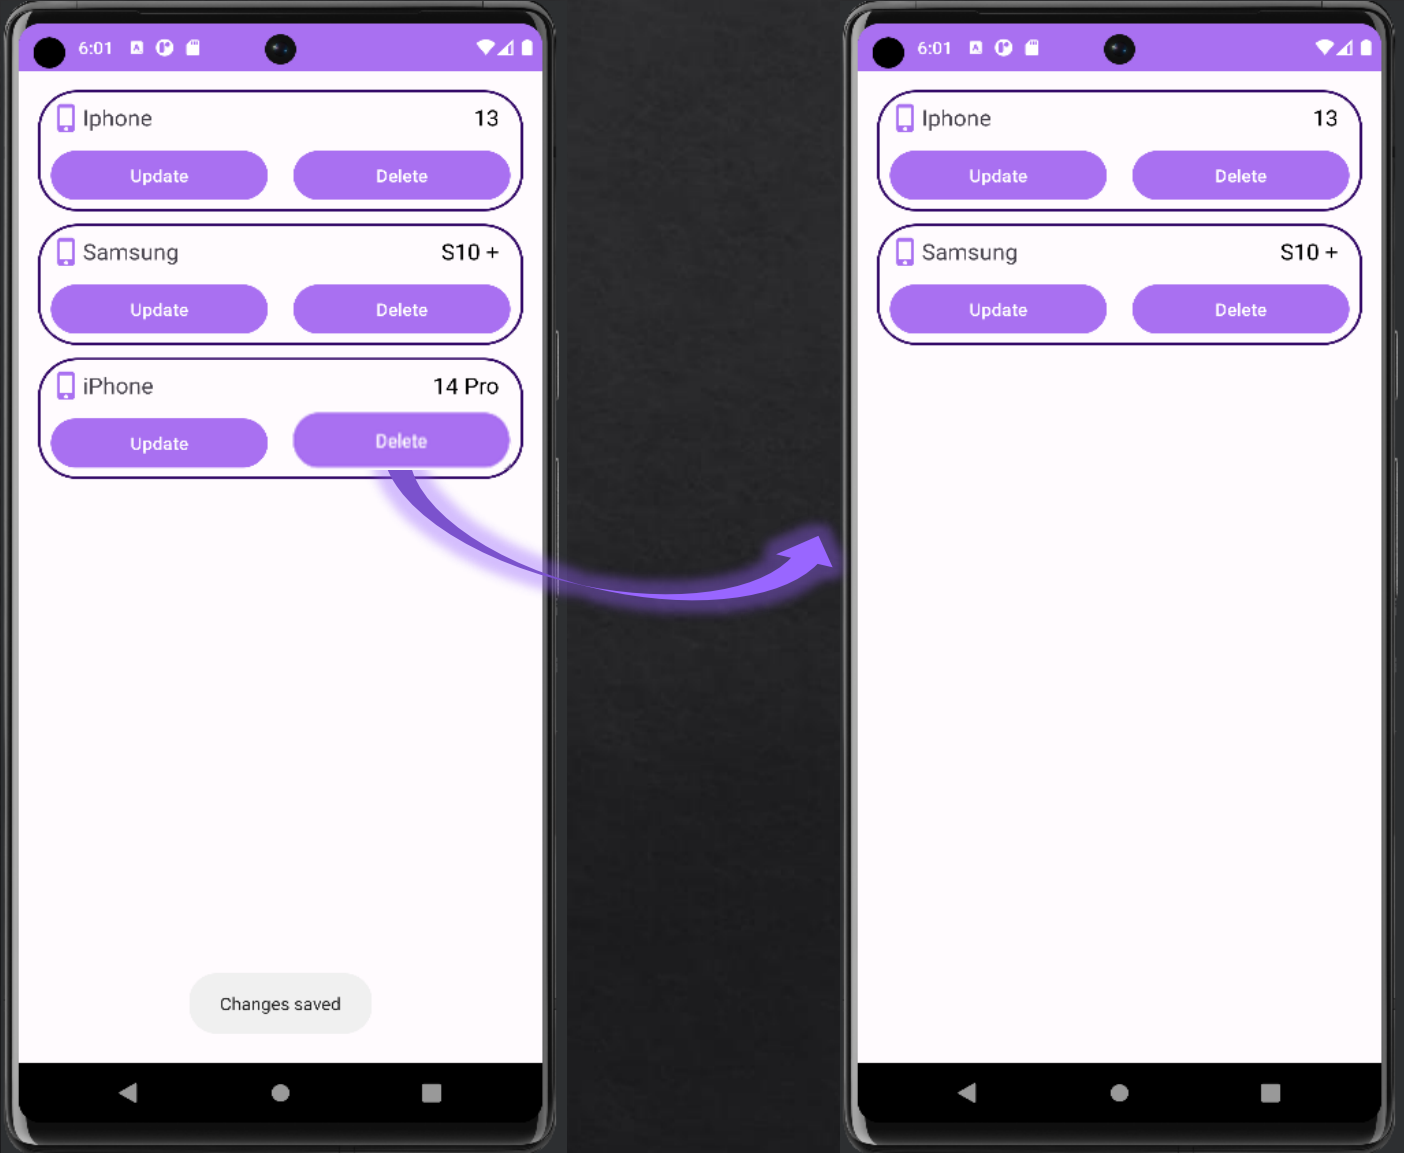 6:01
Iphone 13
Update Delete
Samsung S10 +
Update Delete
iPhone 14 Pro
Update Delete
Changes saved
6:01
Iphone 13
Update Delete
Samsung S10 +
Update Delete